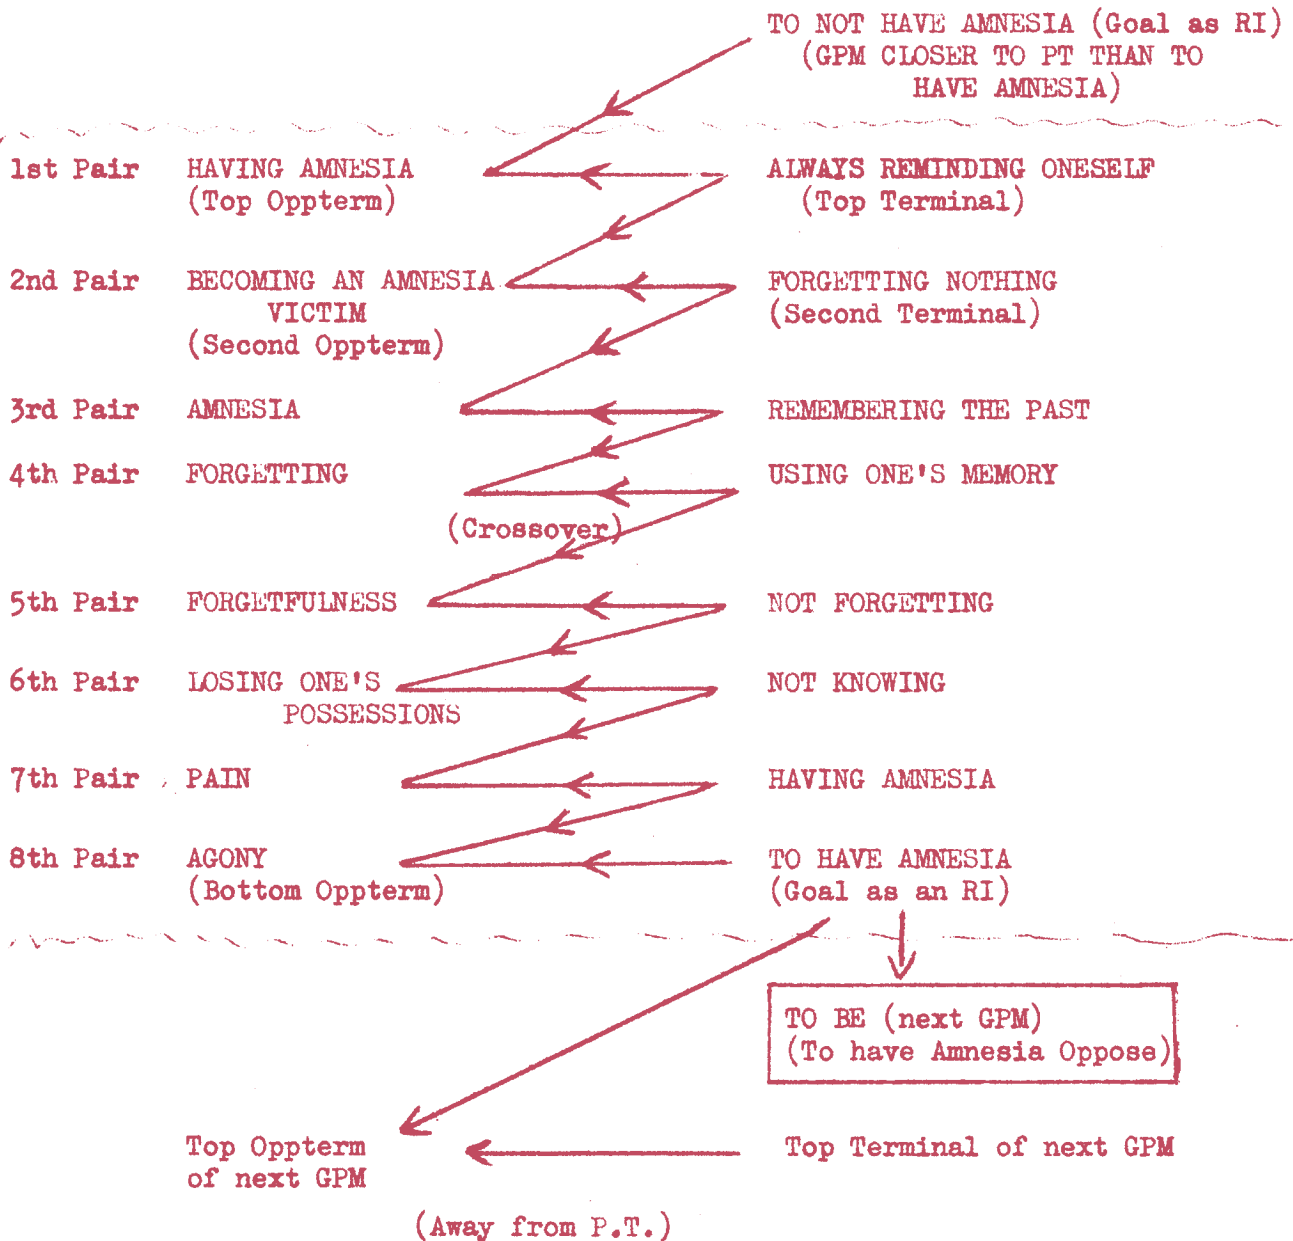 TO NOT HAVE AMNESIA (Goal as RI)
(GPM CLOSER TO PT THAN TO
HAVE AMNESIA)
1st Pair HAVING AMNESIA ALWAYS REMINDING ONESELF
(Top Oppterm) (Top Terminal)
2nd Pair BECOMING AN AMNESIA FORGETTING NOTHING
VICTIM (Second Terminal)
(Second Oppterm)
3rd Pair AMNESIA REMEMBERING THE PAST
4th Pair FORGETTING USING ONE'S MEMORY
(Crossover)
5th Pair FORGETFULNESS NOT FORGETTING
6th Pair LOSING ONE'S NOT KNOWING
POSSESSIONS
7th Pair PAIN HAVING AMNESIA
8th Pair AGONY TO HAVE AMNESIA
(Bottom Oppterm) (Goal as an RI)
TO BE (next GPM)
(To have Amnesia Oppose)
Top Oppterm Top Terminal of next GPM
of next GPM
(Away from P.T.)